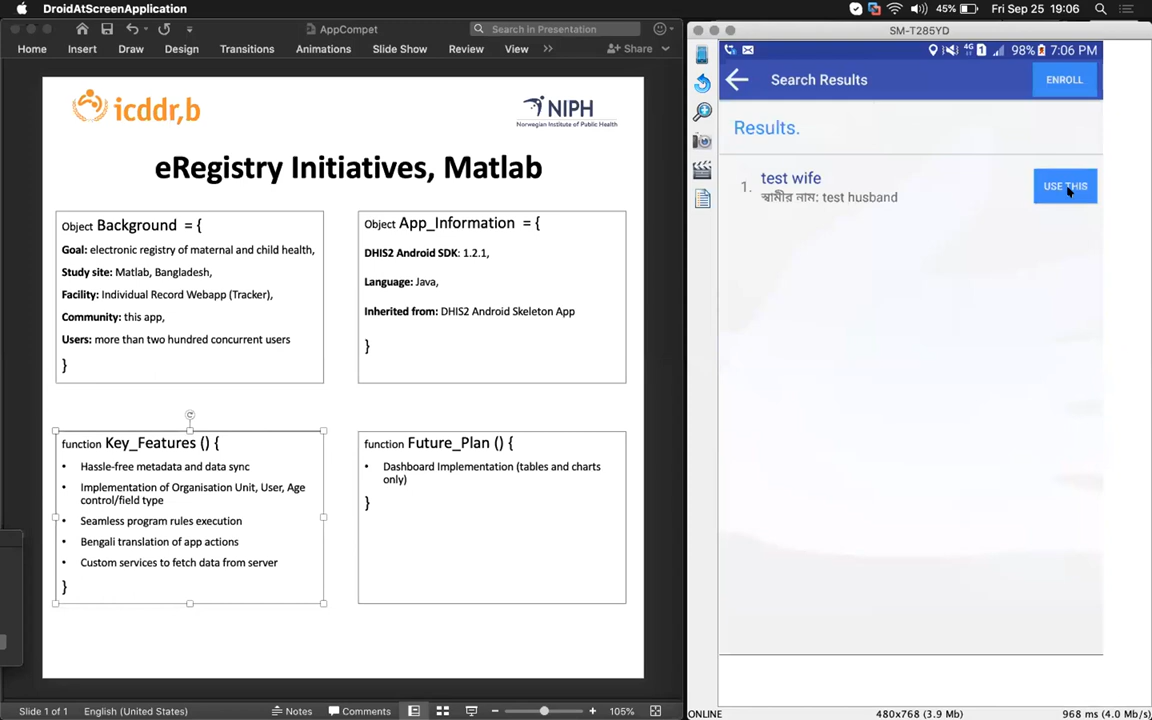 DroidAtScreenApplication
45%
Fri Sep 25 19:06
AppCompet
Search in Presentation
Home
Insert
Draw
Design
Transitions
Animations
Slide Show
Review
View
Share
icddr,b
NIPH
Norwegian Institute of Public Health
eRegistry Initiatives, Matlab
Object Background = {
Goal: electronic registry of maternal and child health,
Study site: Matlab, Bangladesh,
Facility: Individual Record Webapp (Tracker),
Community: this app,
Users: more than two hundred concurrent users
}
Object App_Information = {
DHIS2 Android SDK: 1.2.1,
Language: Java,
Inherited from: DHIS2 Android Skeleton App
}
function Key_Features () {
• Hassle-free metadata and data sync
• Implementation of Organisation Unit, User, Age
control/field type
• Seamless program rules execution
• Bengali translation of app actions
• Custom services to fetch data from server
}
function Future_Plan () {
• Dashboard Implementation (tables and charts
only)
}
Slide 1 of 1
English (United States)
Notes
Comments
105%
SM-T285YD
4G
1
98%
7:06 PM
Search Results
ENROLL
Results.
1.
test wife
স্বামীর নাম: test husband
USE THIS
ONLINE
480x768 (3.9 Mb)
968 ms (4.0 Mb/s)